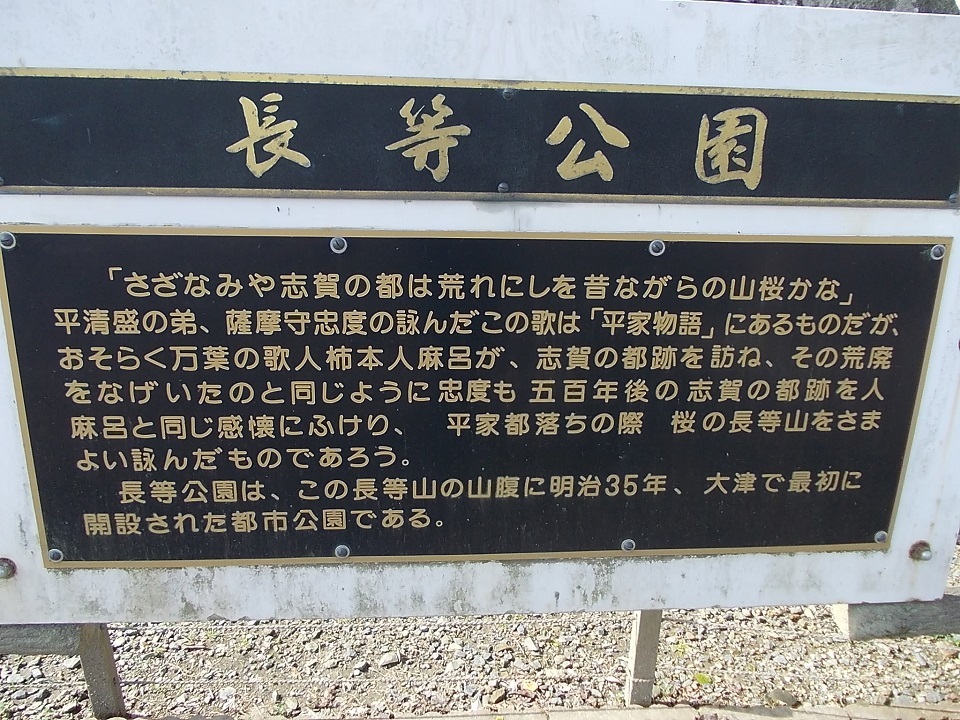 長等公園
「さざなみや志賀の都は荒れにしを昔ながらの山桜かな」
平清盛の弟、薩摩守忠度の詠んだこの歌は「平家物語」にあるものだが、
おそらく万葉の歌人柿本人麻呂が、志賀の都跡を訪ね、その荒廃
をなげいたのと同じように忠度も 五百年後の 志賀の都跡を人
麻呂と同じ感懐にふけり、 平家都落ちの際 桜の長等山をさま
よい詠んだものであろう。
長等公園は、この長等山の山腹に明治35年、大津で最初に
開設された都市公園である。